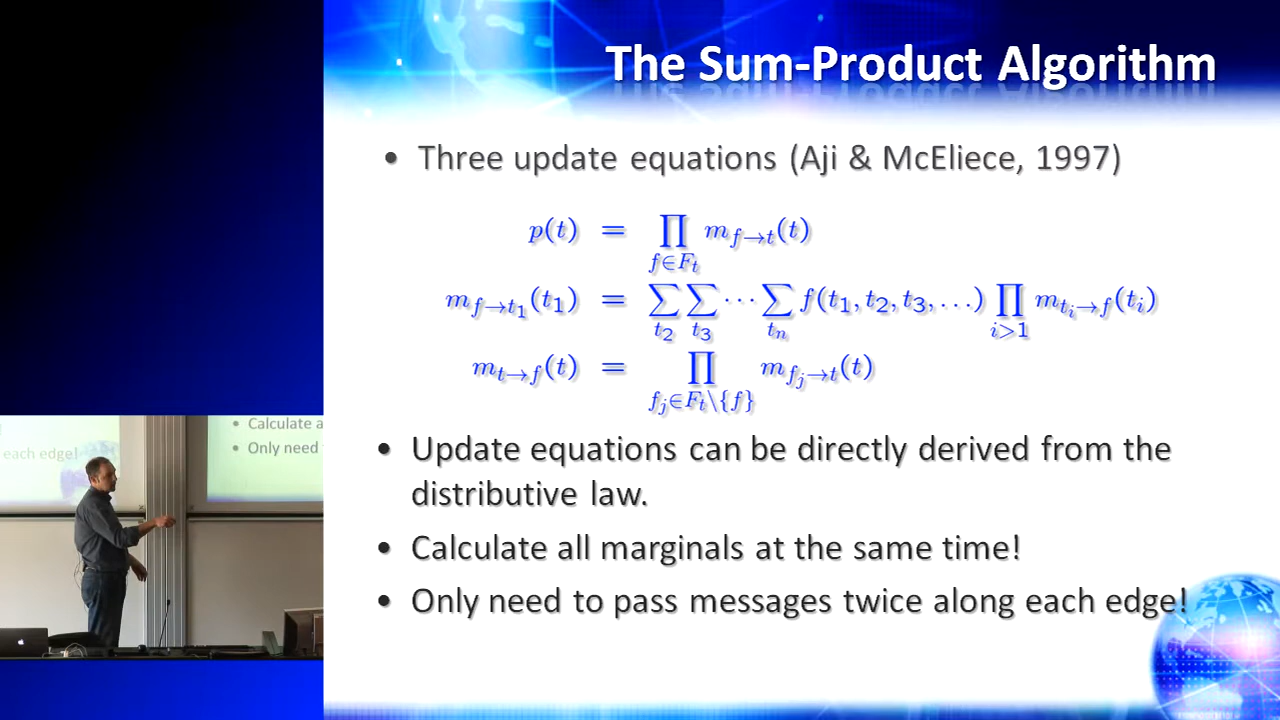 The Sum-Product Algorithm
• Three update equations (Aji & McEliece, 1997)
p(t) = ∏_{f∈F_t} m_{f→t}(t)
m_{f→t_1}(t_1) = ∑_{t_2} ∑_{t_3} ⋯ ∑_{t_n} f(t_1, t_2, t_3, …) ∏_{i>1} m_{t_i→f}(t_i)
m_{t→f}(t) = ∏_{f_j∈F_t\{f}} m_{f_j→t}(t)
• Update equations can be directly derived from the
distributive law.
• Calculate all marginals at the same time!
• Only need to pass messages twice along each edge!
each edge!
• Calculate a
• Only need